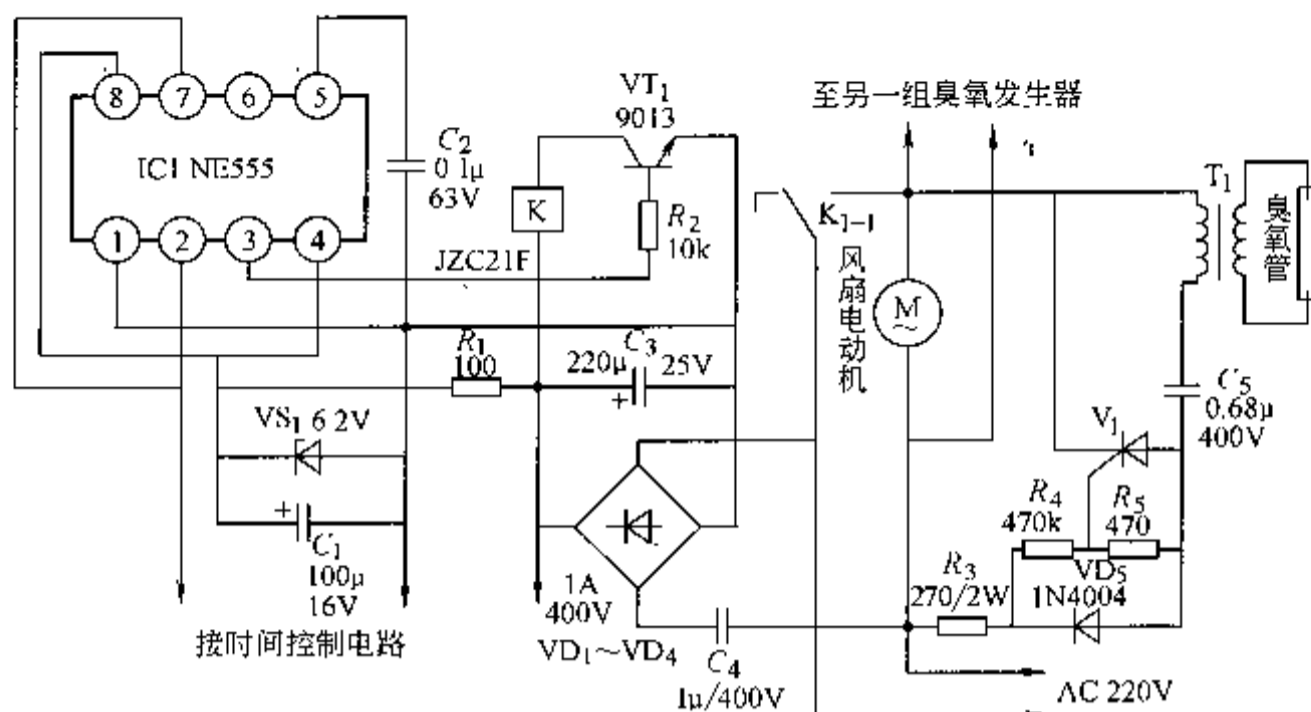 8
7
6
5
IC1 NE555
1
2
3
4
C2
0 1μ
63V
VT1
9013
K
R2
10k
JZC21F
至另一组臭氧发生器
K1-1
风扇电动机
M
~
T1
臭氧管
R1
100
C3
220μ
25V
+
VS1 6 2V
+
C1
100μ
16V
接时间控制电路
1A
400V
VD1～VD4
C4
1μ/400V
C5
0.68μ
400V
V1
R4
470k
R5
470
R3
270/2W
VD5
1N4004
AC 220V